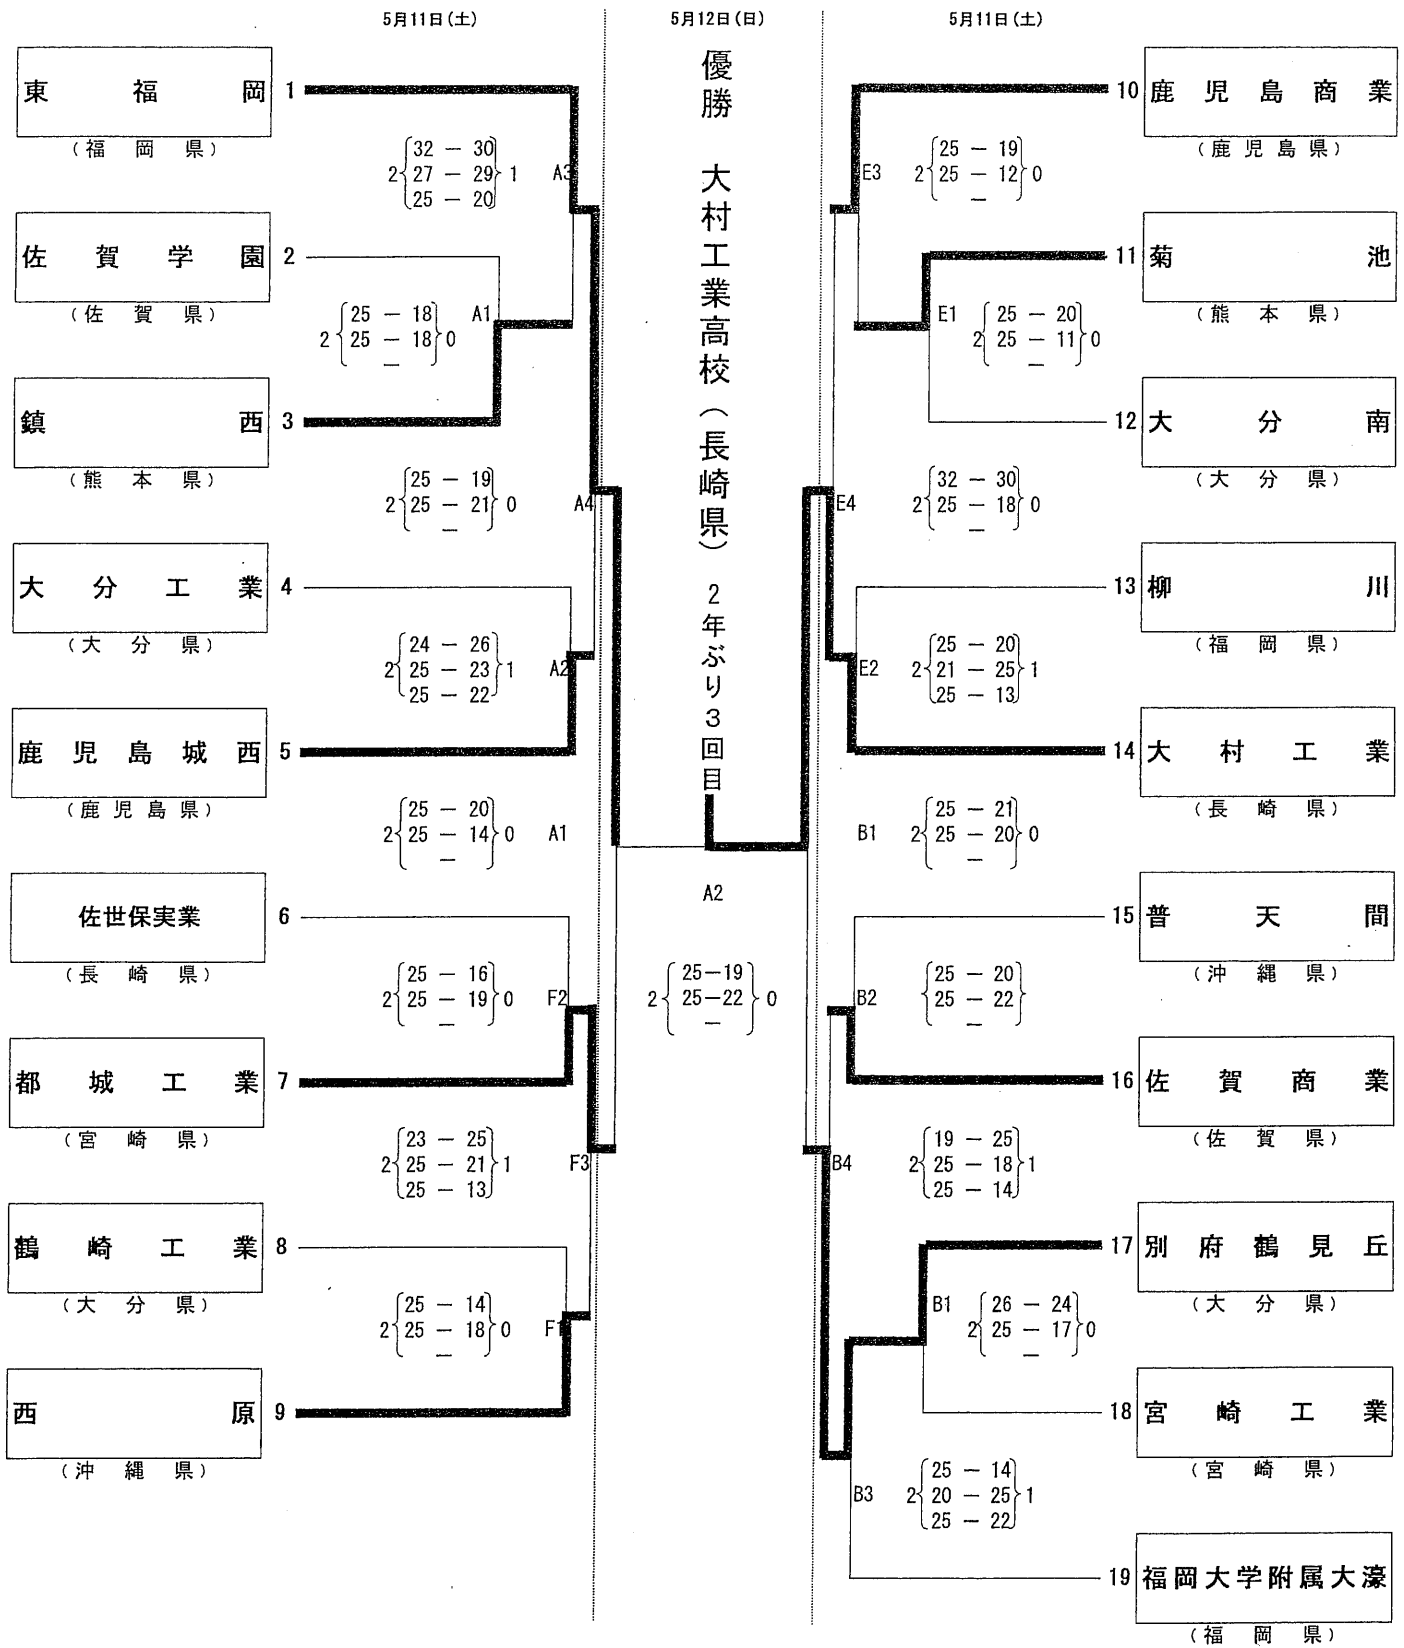 5月11日(土)
5月12日(日)
5月11日(土)
優勝 大村工業高校(長崎県) 2年ぶり3回目
東福岡 1
(福岡県)
32 － 30
2 27 － 29 1 A3
25 － 20
佐賀学園 2
(佐賀県)
25 － 18 A1
2 25 － 18 0
－
鎮西 3
(熊本県)
25 － 19
2 25 － 21 0 A4
－
大分工業 4
(大分県)
24 － 26
2 25 － 23 1 A2
25 － 22
鹿児島城西 5
(鹿児島県)
25 － 20
2 25 － 14 0 A1
－
佐世保実業 6
(長崎県)
25 － 16
2 25 － 19 0 F2
－
都城工業 7
(宮崎県)
23 － 25
2 25 － 21 1 F3
25 － 13
鶴崎工業 8
(大分県)
25 － 14
2 25 － 18 0 F1
－
西原 9
(沖縄県)
A2
25－19
2 25－22 0
－
10 鹿児島商業
(鹿児島県)
25 － 19
E3 2 25 － 12 0
－
11 菊池
(熊本県)
E1 25 － 20
2 25 － 11 0
－
12 大分南
(大分県)
32 － 30
E4 2 25 － 18 0
－
13 柳川
(福岡県)
25 － 20
E2 2 21 － 25 1
25 － 13
14 大村工業
(長崎県)
25 － 21
B1 2 25 － 20 0
－
15 普天間
(沖縄県)
25 － 20
B2 25 － 22
－
16 佐賀商業
(佐賀県)
19 － 25
B4 2 25 － 18 1
25 － 14
17 別府鶴見丘
(大分県)
B1 26 － 24
2 25 － 17 0
－
18 宮崎工業
(宮崎県)
25 － 14
B3 2 20 － 25 1
25 － 22
19 福岡大学附属大濠
(福岡県)